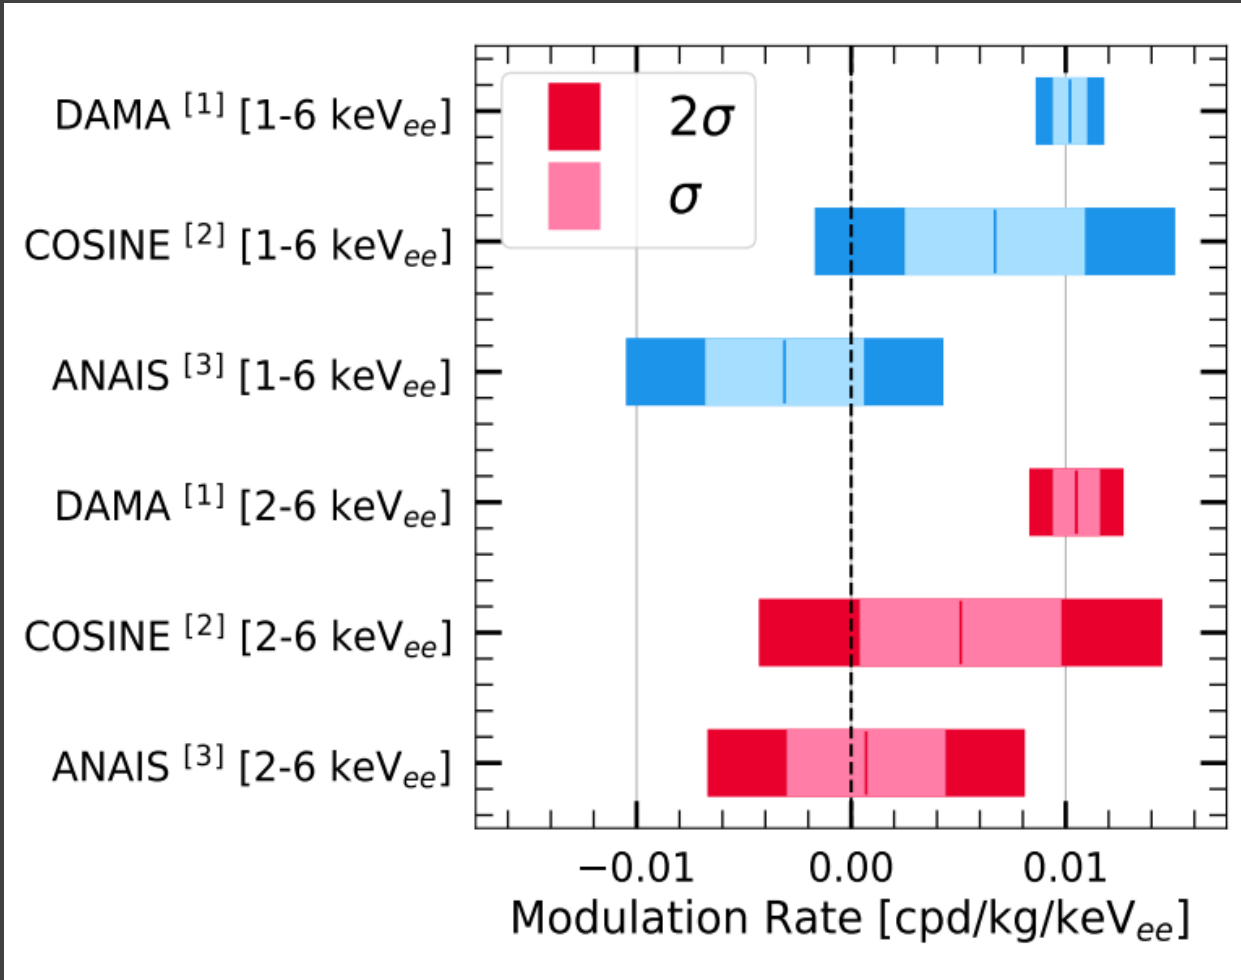 DAMA [1] [1-6 keVee]
2σ
σ
COSINE [2] [1-6 keVee]
ANAIS [3] [1-6 keVee]
DAMA [1] [2-6 keVee]
COSINE [2] [2-6 keVee]
ANAIS [3] [2-6 keVee]
−0.01 0.00 0.01
Modulation Rate [cpd/kg/keVee]